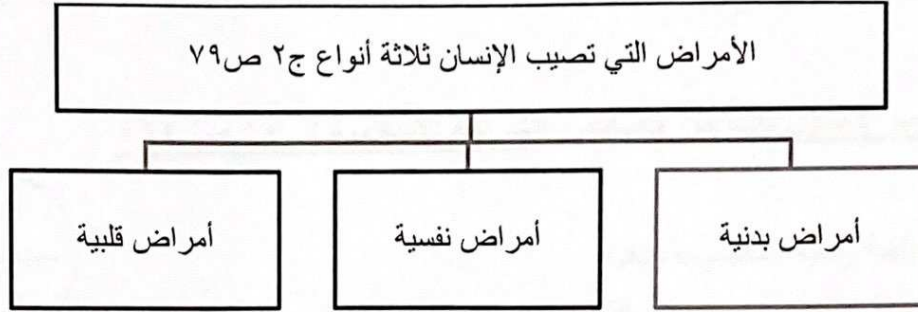 الأمراض التي تصيب الإنسان ثلاثة أنواع ج٢ ص٧٩
أمراض بدنية
أمراض نفسية
أمراض قلبية